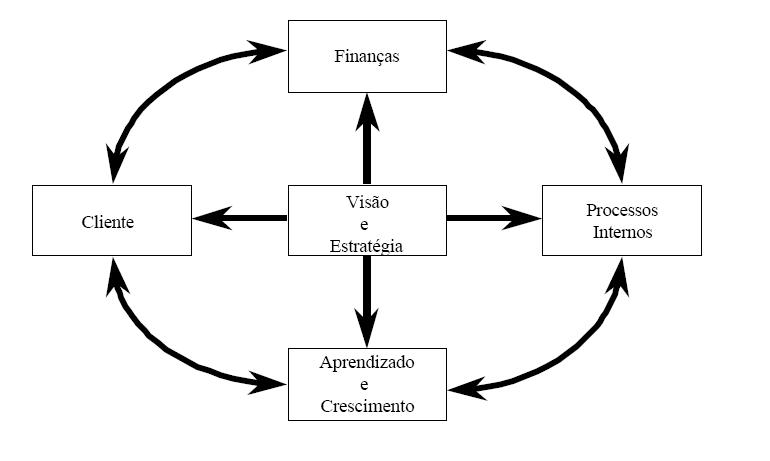 Finanças
Cliente
Visão
e
Estratégia
Processos
Internos
Aprendizado
e
Crescimento